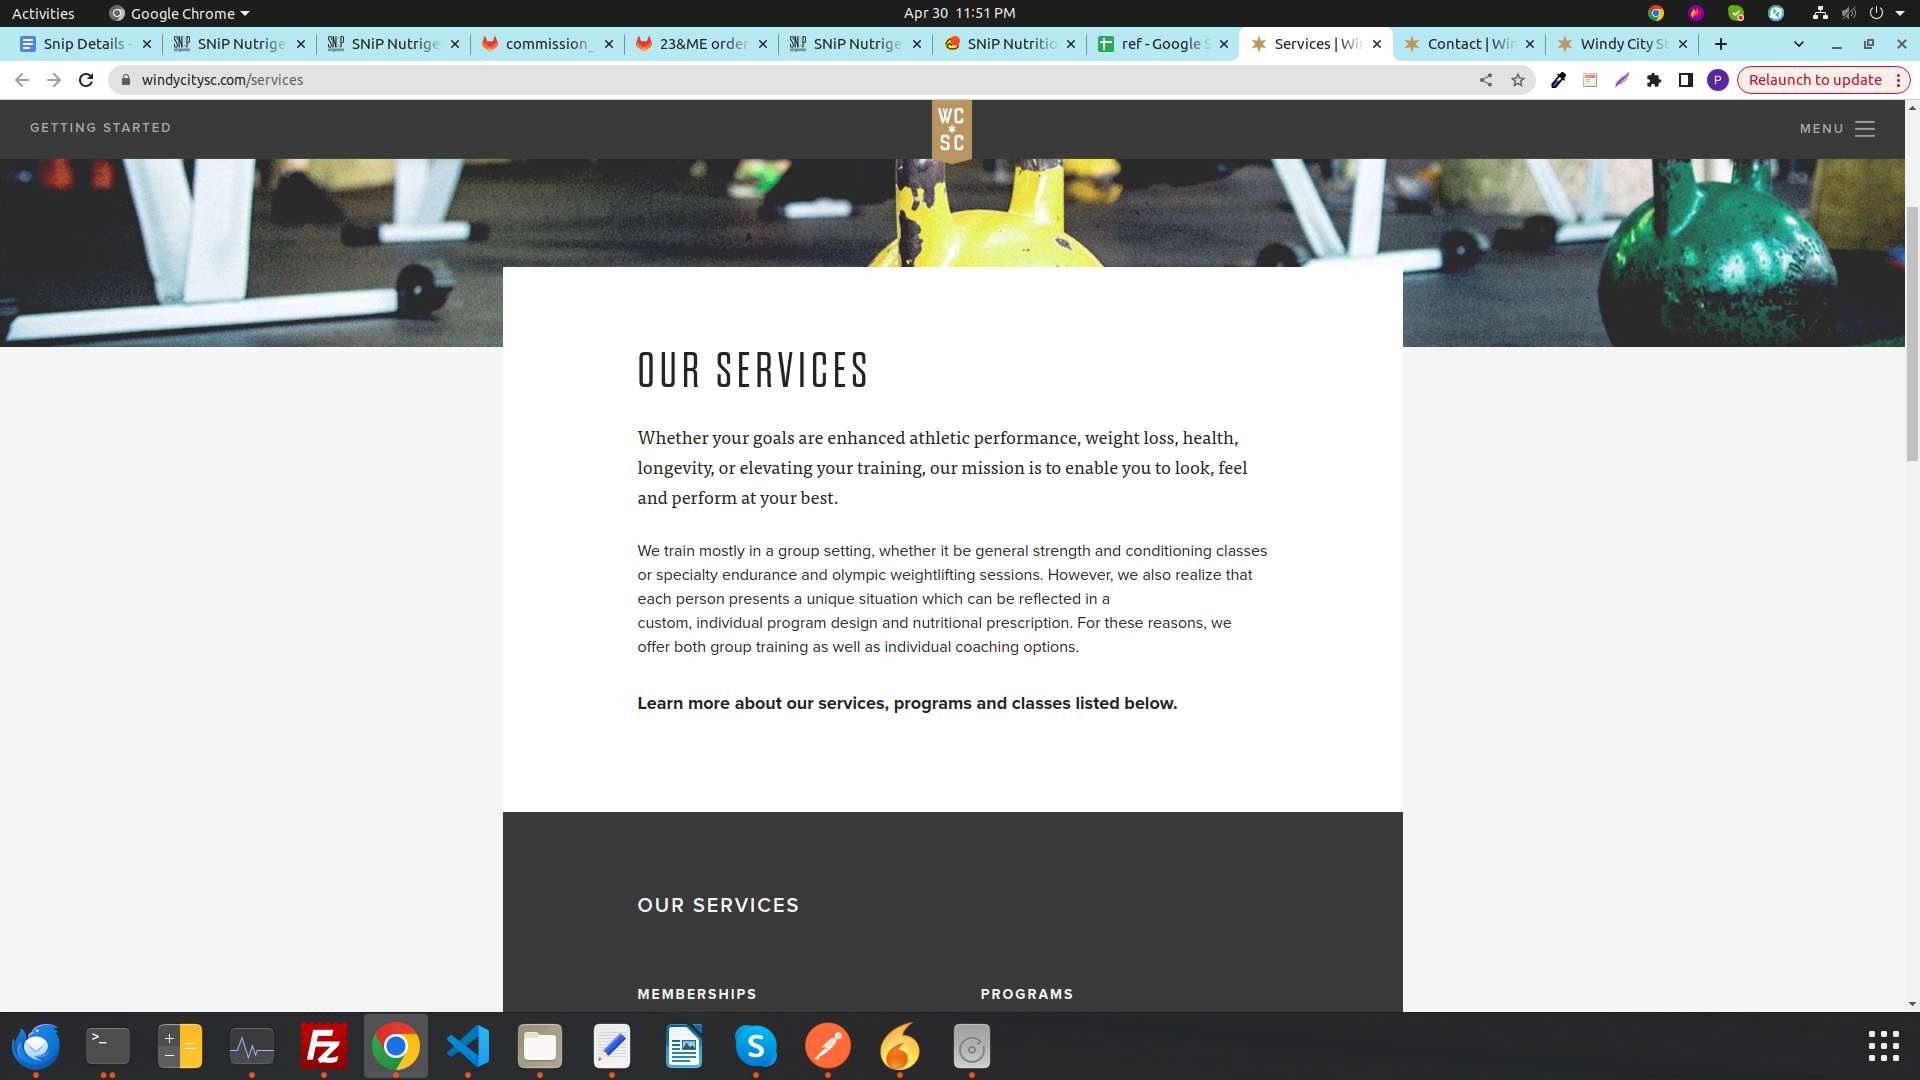 Activities
Google Chrome
Apr 30 11:51 PM
Snip Details -
SNiP Nutrige
SNiP Nutrige
commission_
23&ME order
SNiP Nutrige
SNiP Nutritio
ref - Google S
Services | Win
Contact | Win
Windy City St
windycitysc.com/services
P
Relaunch to update
GETTING STARTED
WC
SC
MENU
OUR SERVICES
Whether your goals are enhanced athletic performance, weight loss, health,
longevity, or elevating your training, our mission is to enable you to look, feel
and perform at your best.
We train mostly in a group setting, whether it be general strength and conditioning classes
or specialty endurance and olympic weightlifting sessions. However, we also realize that
each person presents a unique situation which can be reflected in a
custom, individual program design and nutritional prescription. For these reasons, we
offer both group training as well as individual coaching options.
Learn more about our services, programs and classes listed below.
OUR SERVICES
MEMBERSHIPS
PROGRAMS